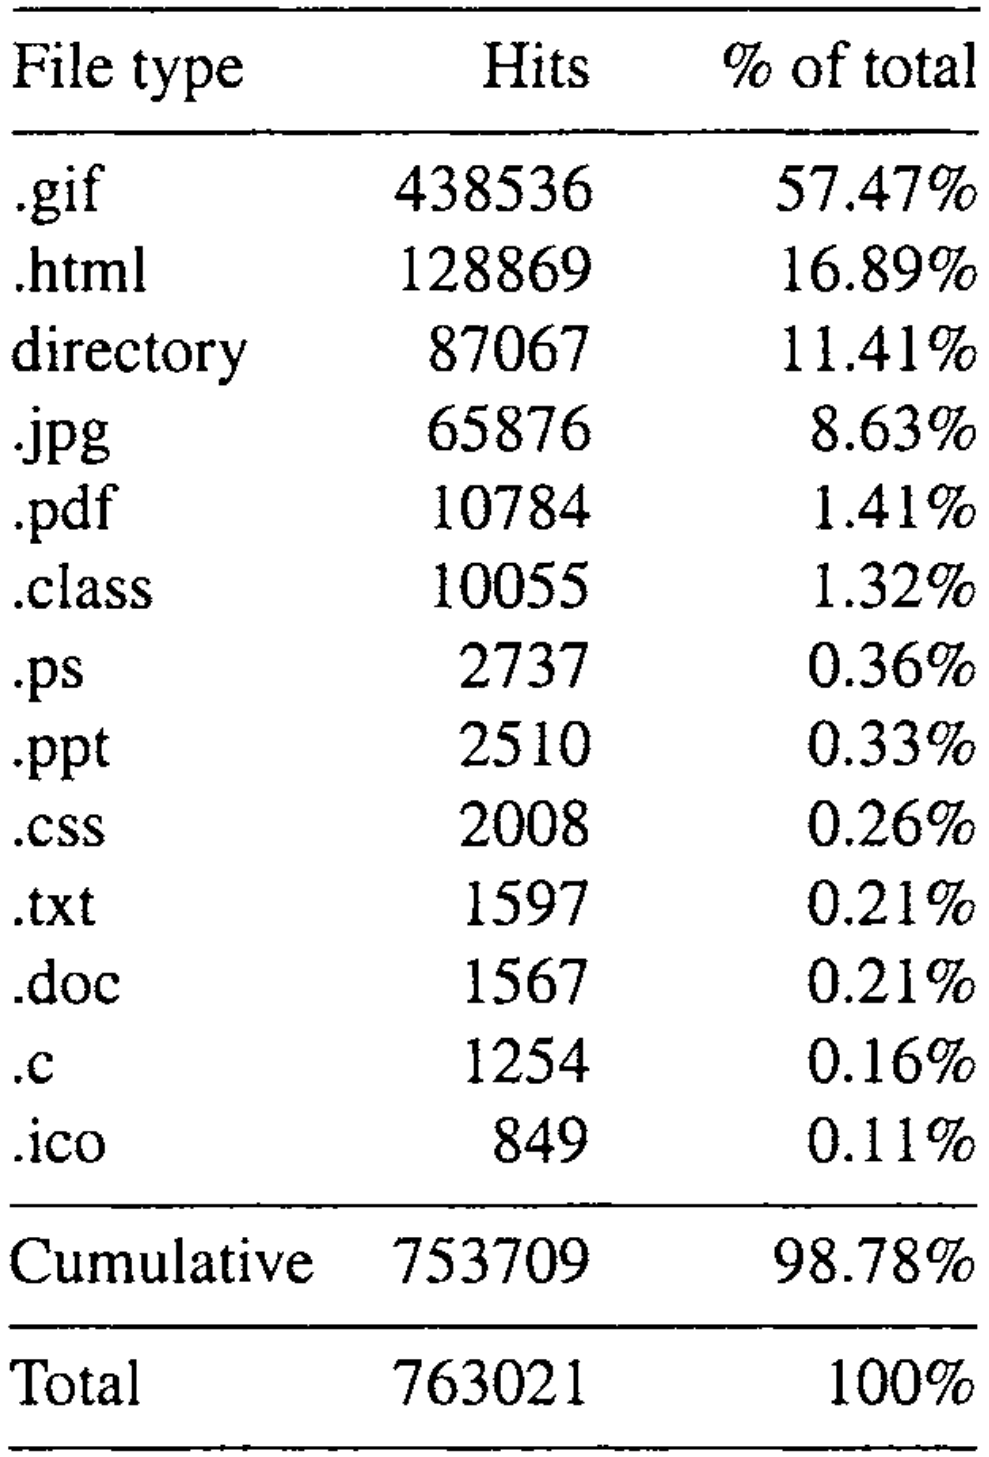 File type Hits % of total
.gif 438536 57.47%
.html 128869 16.89%
directory 87067 11.41%
.jpg 65876 8.63%
.pdf 10784 1.41%
.class 10055 1.32%
.ps 2737 0.36%
.ppt 2510 0.33%
.css 2008 0.26%
.txt 1597 0.21%
.doc 1567 0.21%
.c 1254 0.16%
.ico 849 0.11%
Cumulative 753709 98.78%
Total 763021 100%